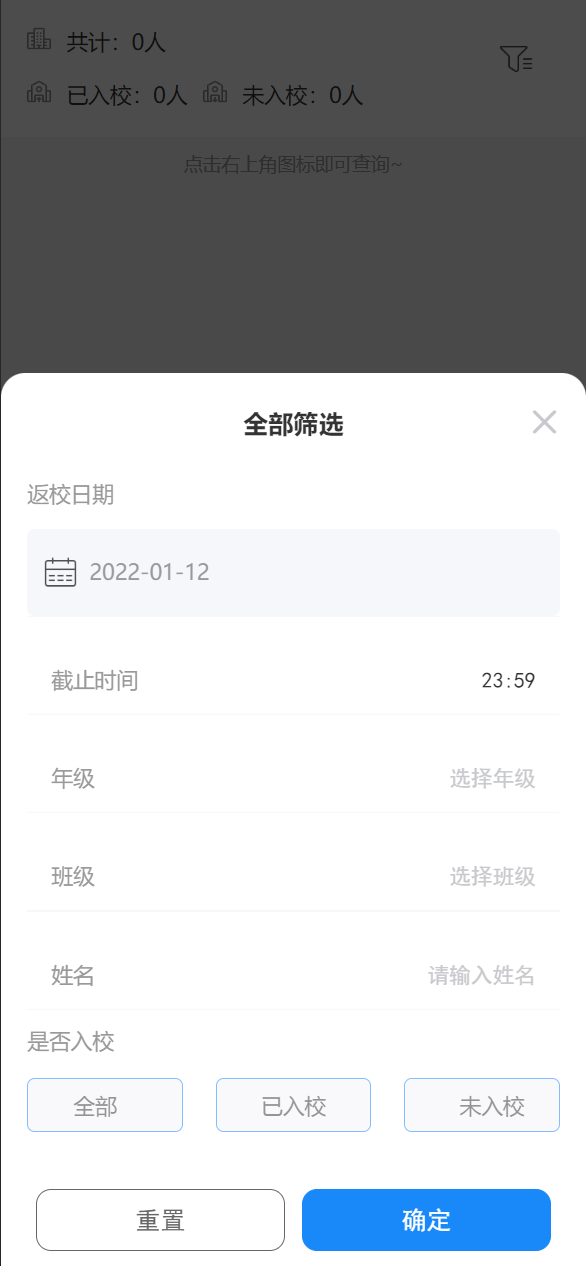 共计：0人
已入校：0人 未入校：0人
点击右上角图标即可查询~
全部筛选
返校日期
2022-01-12
截止时间 23:59
年级 选择年级
班级 选择班级
姓名 请输入姓名
是否入校
全部 已入校 未入校
重置 确定